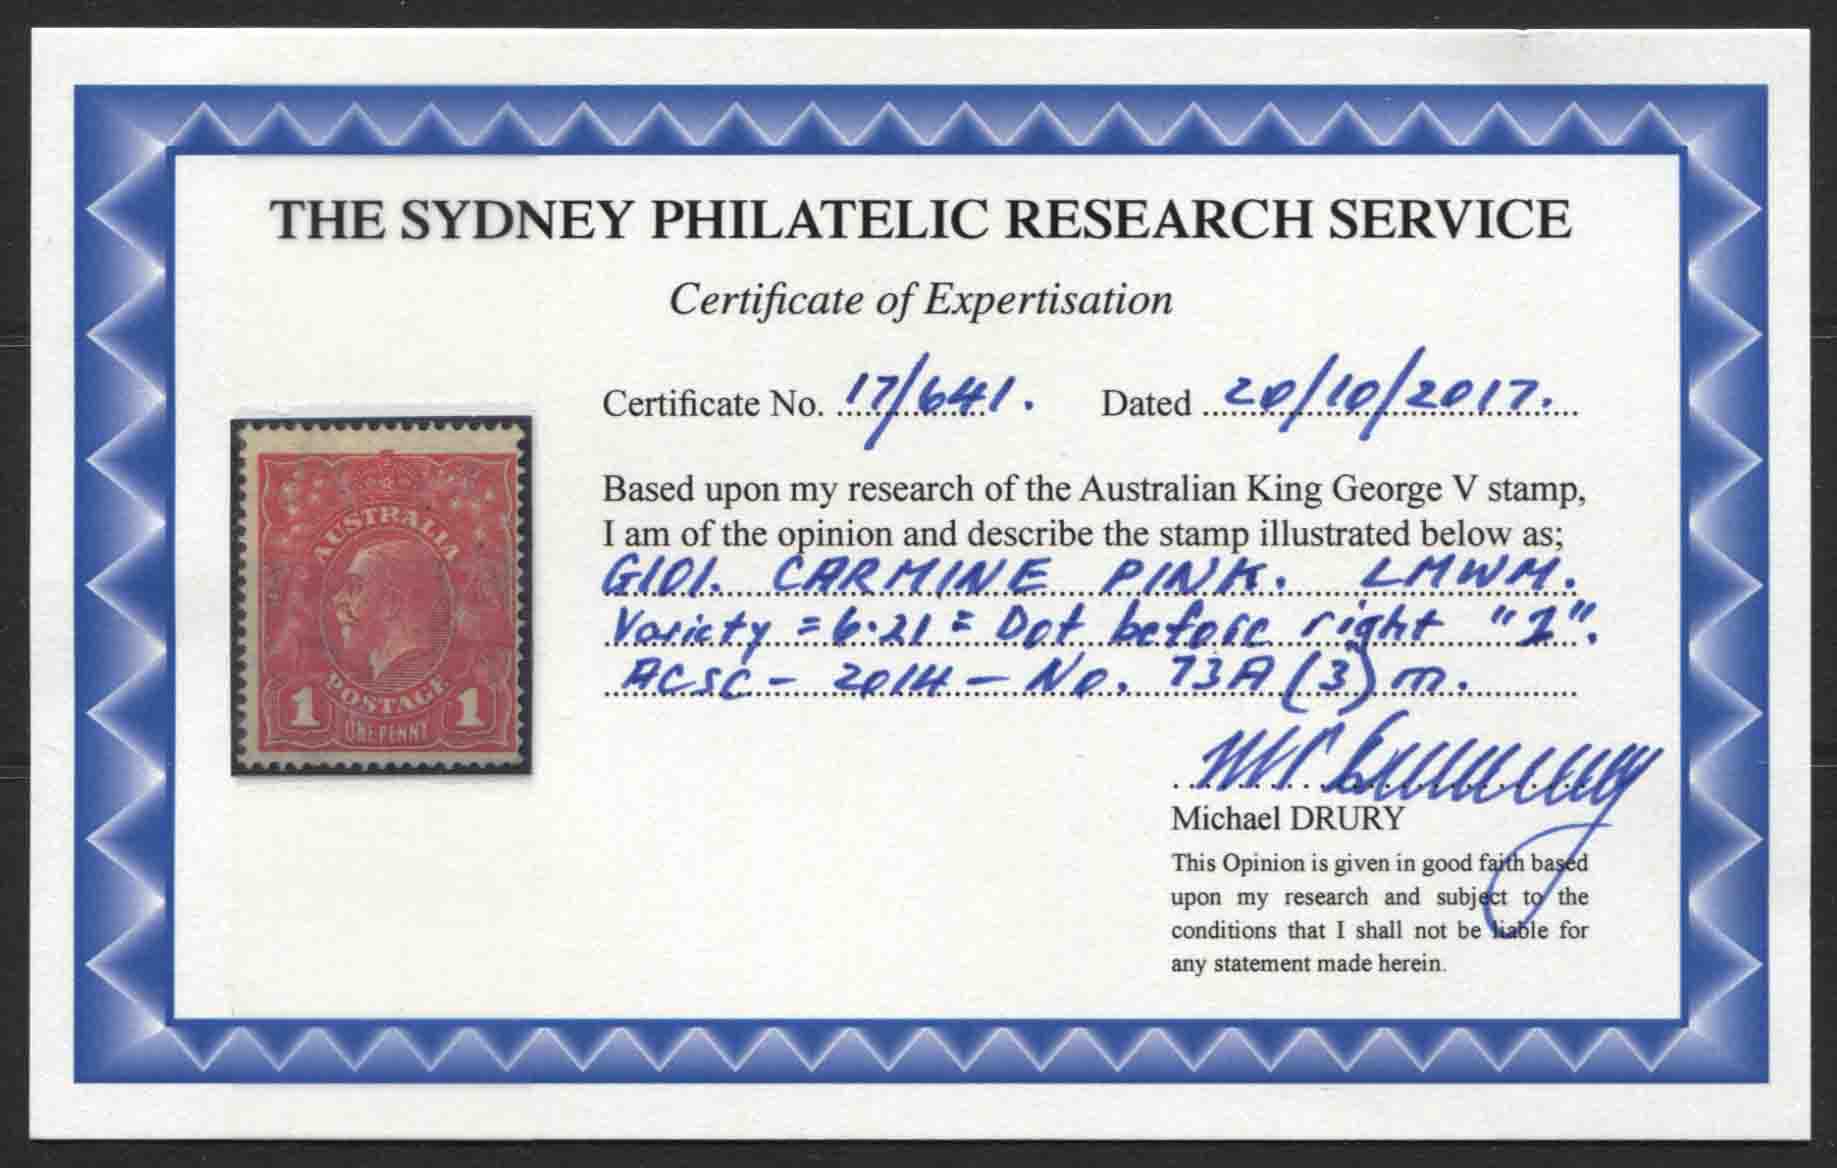 THE SYDNEY PHILATELIC RESEARCH SERVICE
Certificate of Expertisation
Certificate No. 17/641. Dated 20/10/2017.
Based upon my research of the Australian King George V stamp,
I am of the opinion and describe the stamp illustrated below as;
G101. CARMINE PINK. LMWM.
Variety = 6.21 = Dot before right "1".
ACSC - 2014 - No. 73A (3) m.
AUSTRALIA
POSTAGE
1 ONE PENNY 1
Michael DRURY
This Opinion is given in good faith based
upon my research and subject to the
conditions that I shall not be liable for
any statement made herein.